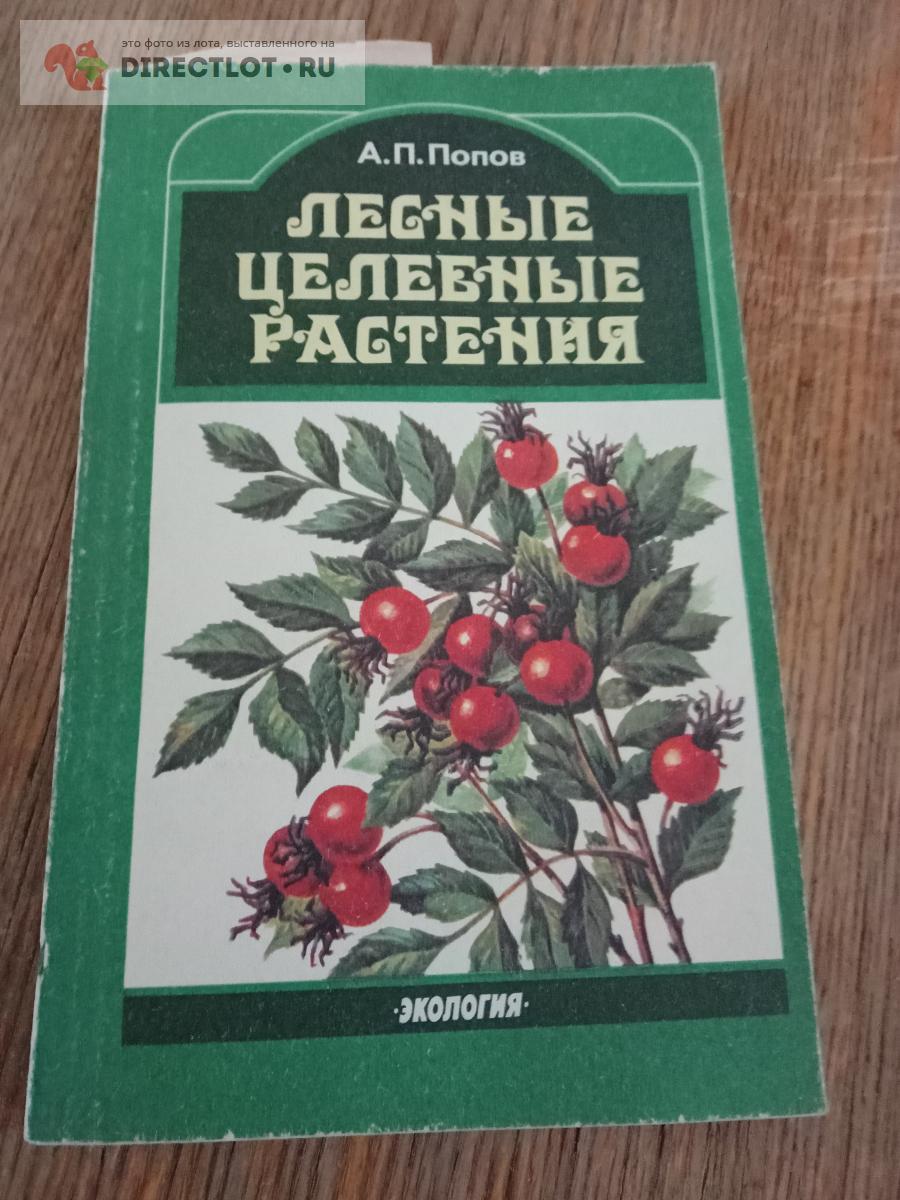 это фото из лота, выставленного на
DIRECTLOT•RU
А.П.Попов
ЛЕСНЫЕ
ЦЕЛЕБНЫЕ
РАСТЕНИЯ
·ЭКОЛОГИЯ·